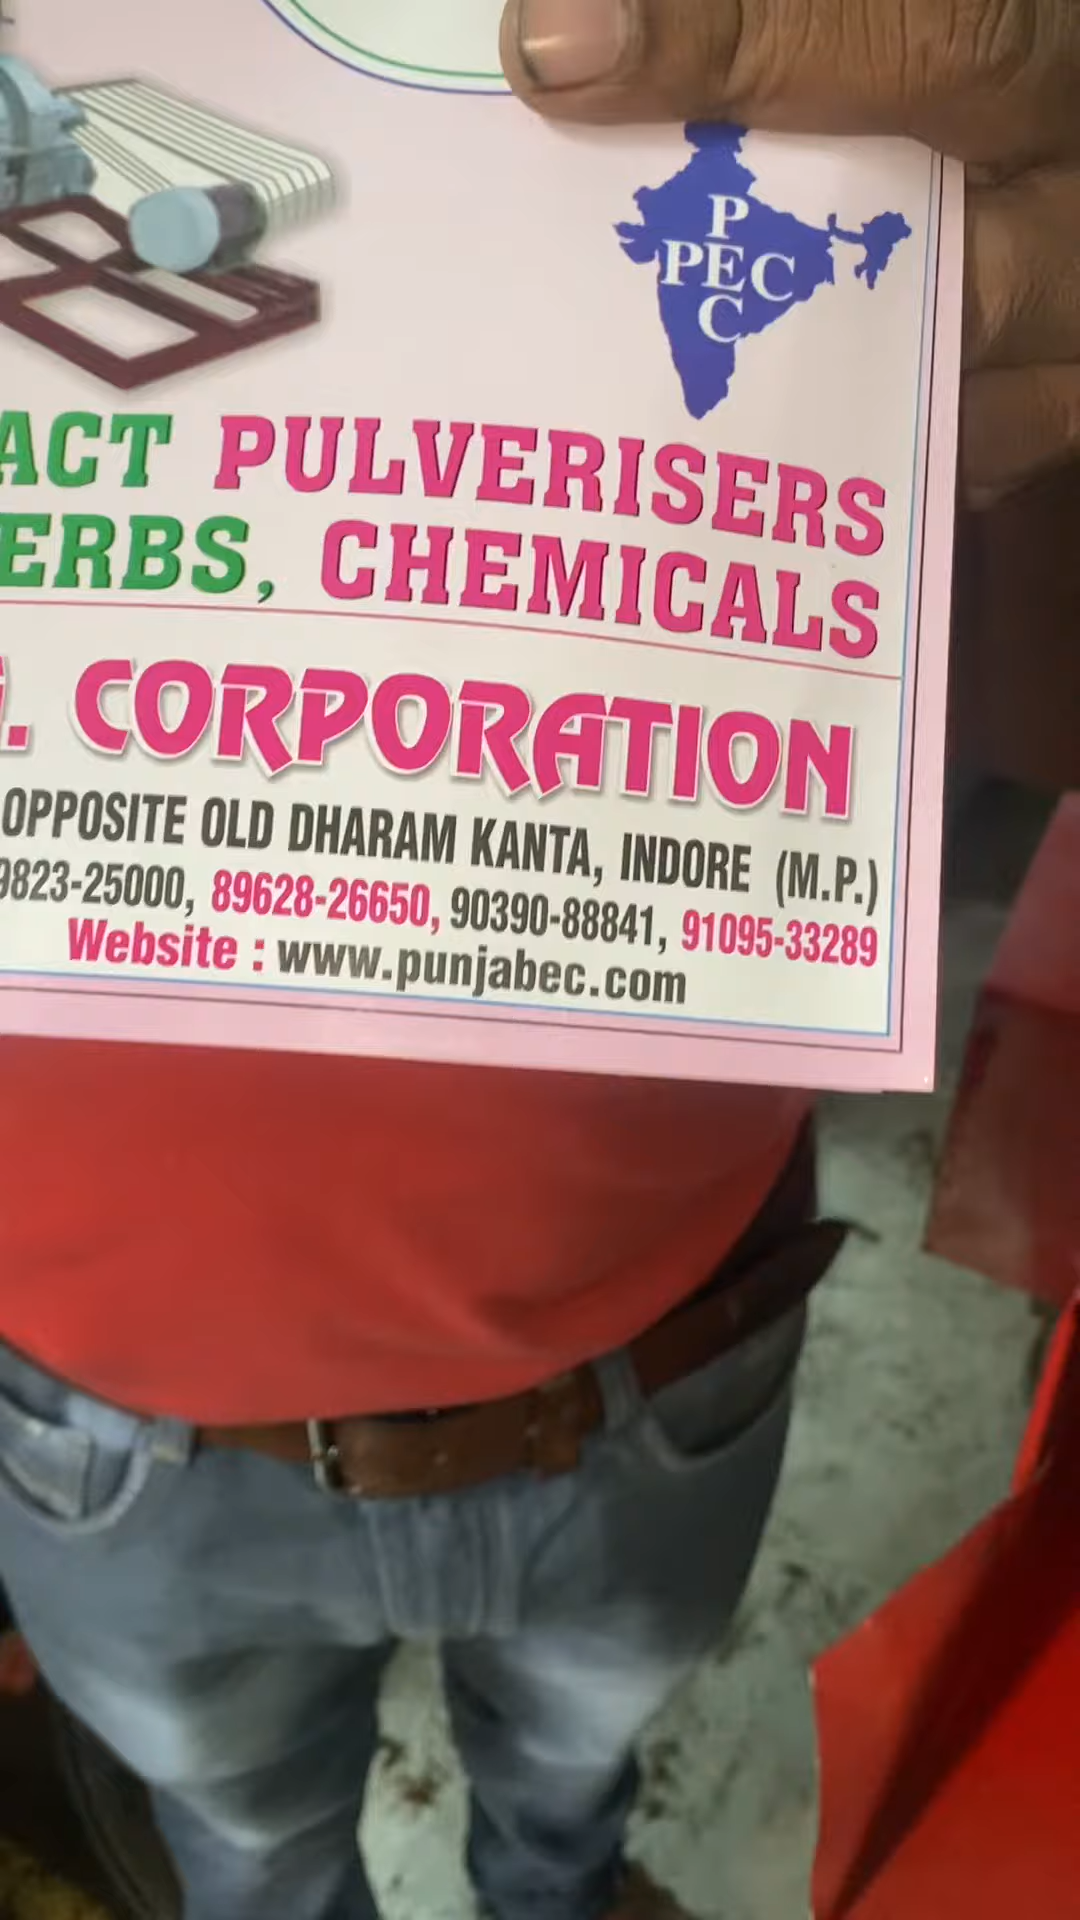 P
PEC
C
ACT PULVERISERS
ERBS, CHEMICALS
. CORPORATION
OPPOSITE OLD DHARAM KANTA, INDORE (M.P.)
9823-25000, 89628-26650, 90390-88841, 91095-33289
Website : www.punjabec.com